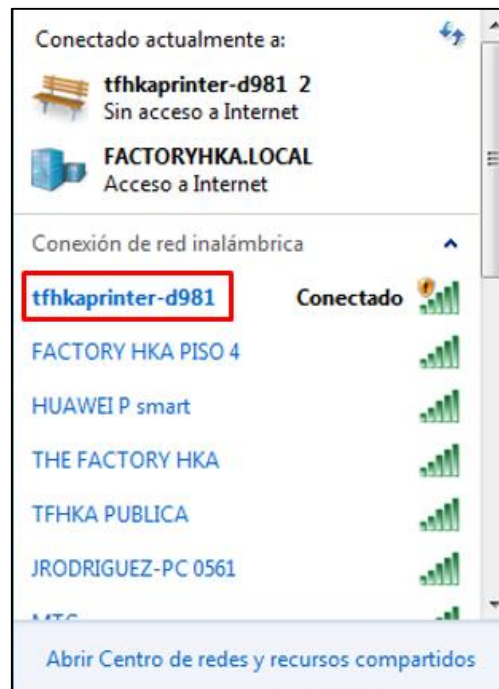 Conectado actualmente a:
tfhkaprinter-d981 2
Sin acceso a Internet
FACTORYHKA.LOCAL
Acceso a Internet
Conexión de red inalámbrica
tfhkaprinter-d981 Conectado
FACTORY HKA PISO 4
HUAWEI P smart
THE FACTORY HKA
TFHKA PUBLICA
JRODRIGUEZ-PC 0561
Abrir Centro de redes y recursos compartidos